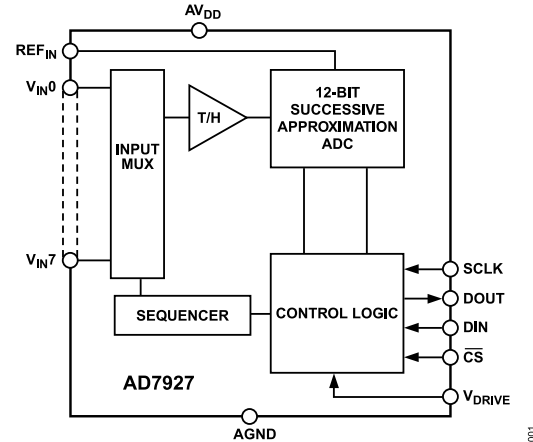 AVDD
REFIN
VIN0
12-BIT
SUCCESSIVE
APPROXIMATION
ADC
T/H
INPUT
MUX
VIN7
SCLK
DOUT
CONTROL LOGIC
SEQUENCER
DIN
CS
AD7927
VDRIVE
AGND
001